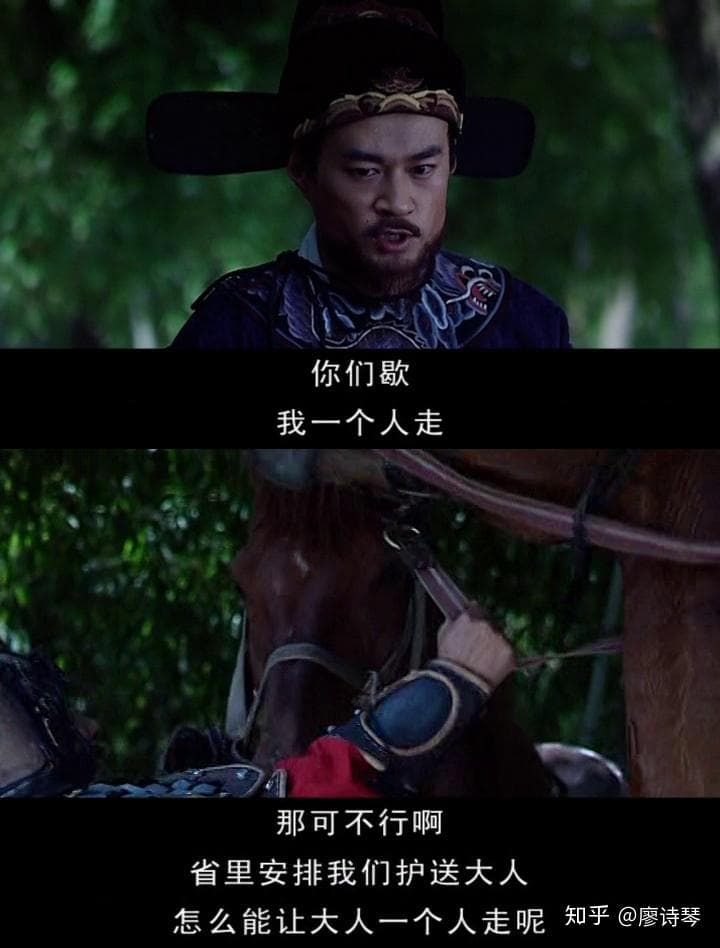 你们歇
我一个人走
那可不行啊
省里安排我们护送大人
怎么能让大人一个人走呢
知乎 @廖诗琴